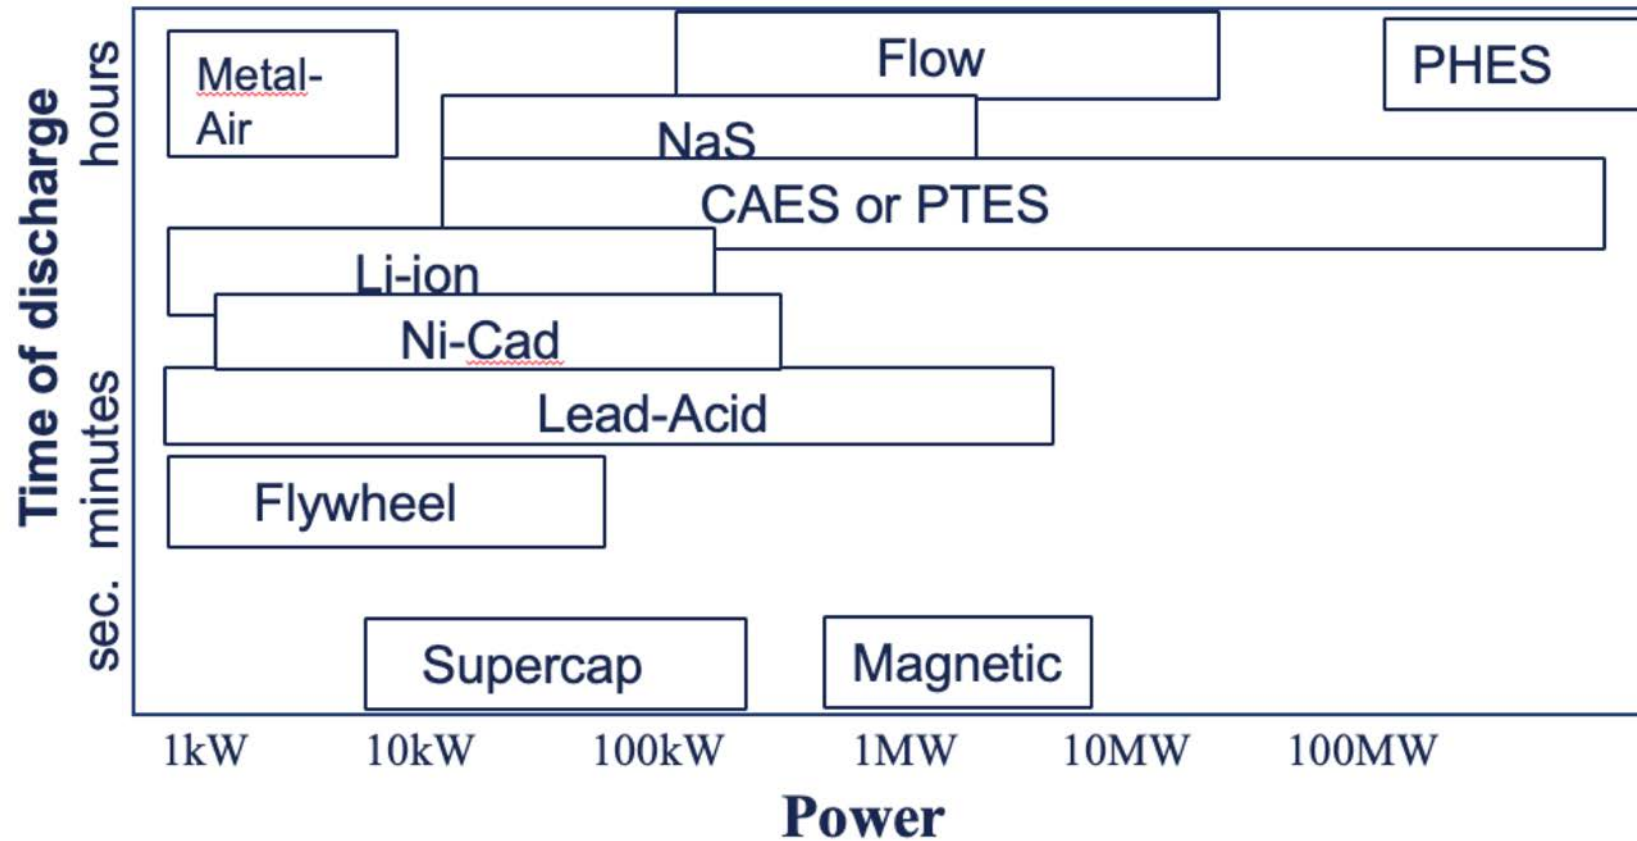 Time of discharge
hours
minutes
sec.
Metal-
Air
Flow
PHES
NaS
CAES or PTES
Li-ion
Ni-Cad
Lead-Acid
Flywheel
Supercap
Magnetic
1kW 10kW 100kW 1MW 10MW 100MW
Power